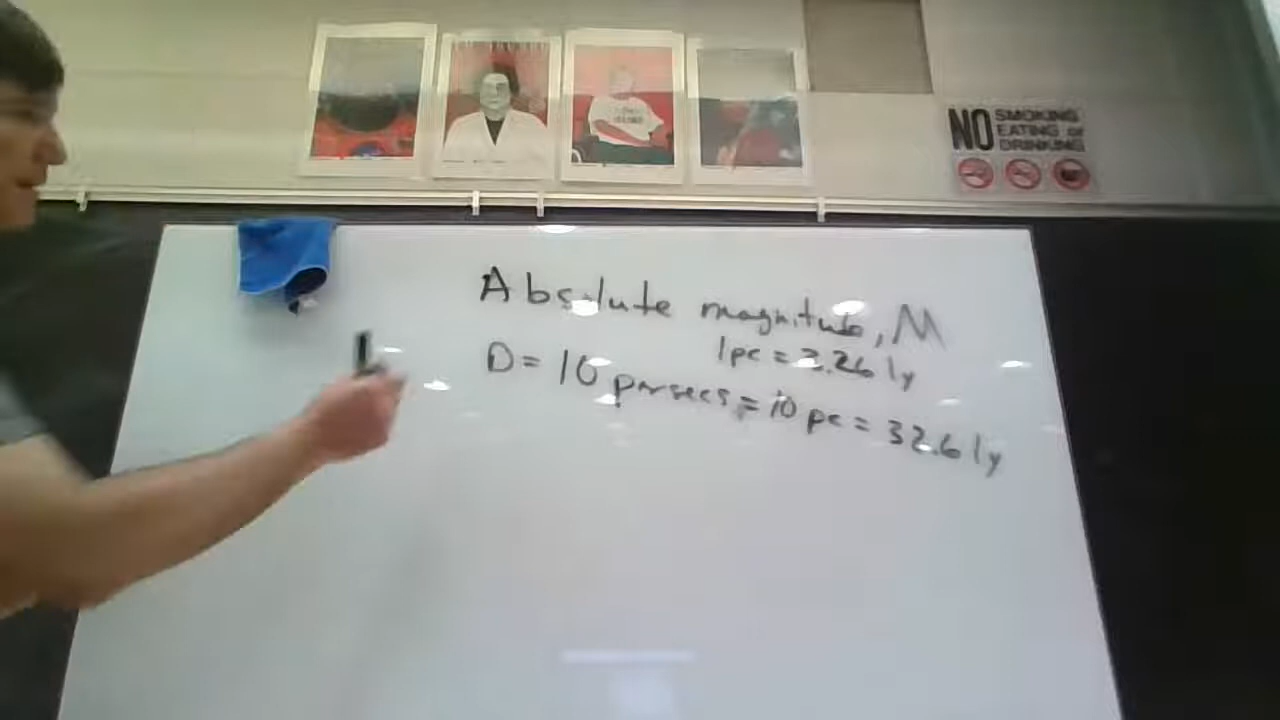 NO SMOKING
EATING or
DRINKING
Absolute magnitude, M
1pc = 3.26 ly
D = 10 parsecs = 10 pc = 32.6 ly